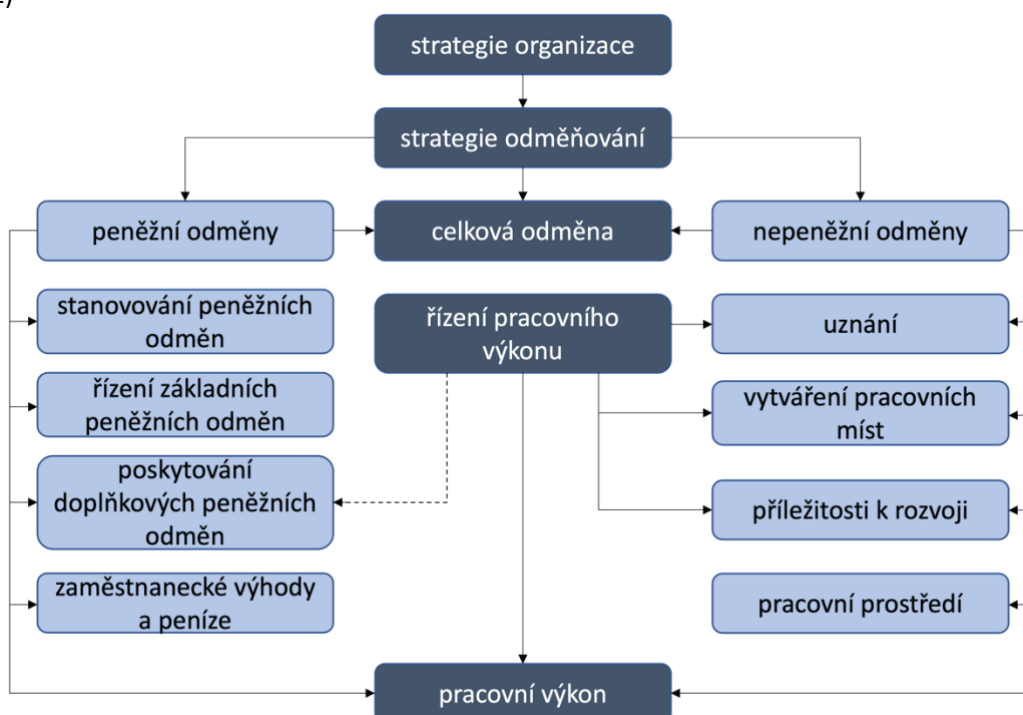 strategie organizace
strategie odměňování
peněžní odměny
celková odměna
nepeněžní odměny
stanovování peněžních
odměn
řízení pracovního
výkonu
uznání
řízení základních
peněžních odměn
vytváření pracovních
míst
poskytování
doplňkových peněžních
odměn
příležitosti k rozvoji
zaměstnanecké výhody
a peníze
pracovní prostředí
pracovní výkon